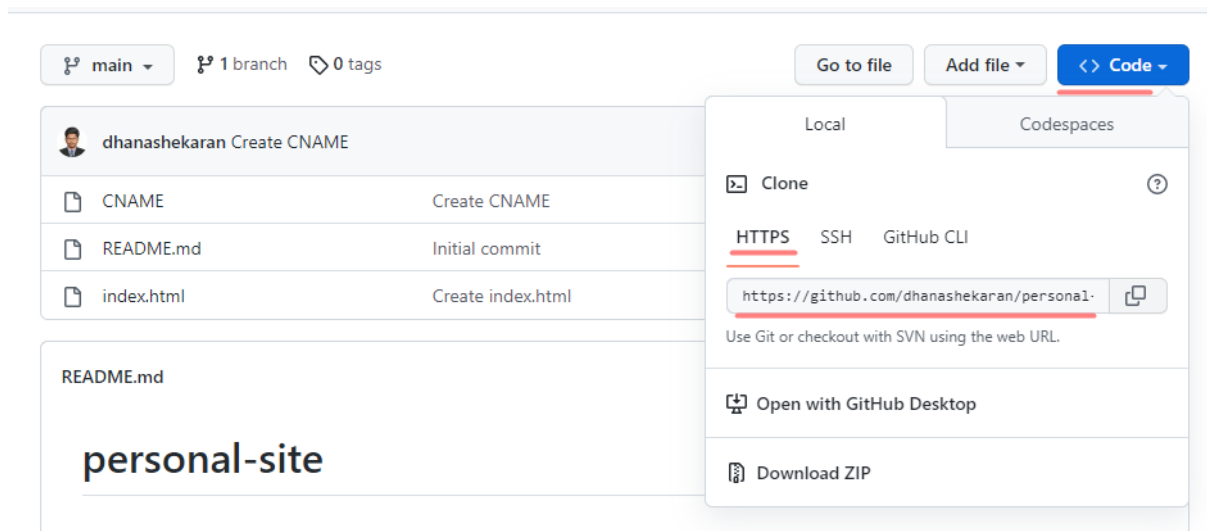 main 1 branch 0 tags Go to file Add file <> Code
dhanashekaran Create CNAME
CNAME Create CNAME
README.md Initial commit
index.html Create index.html
Local Codespaces
Clone
HTTPS SSH GitHub CLI
https://github.com/dhanashekaran/personal-
Use Git or checkout with SVN using the web URL.
Open with GitHub Desktop
Download ZIP
README.md
personal-site